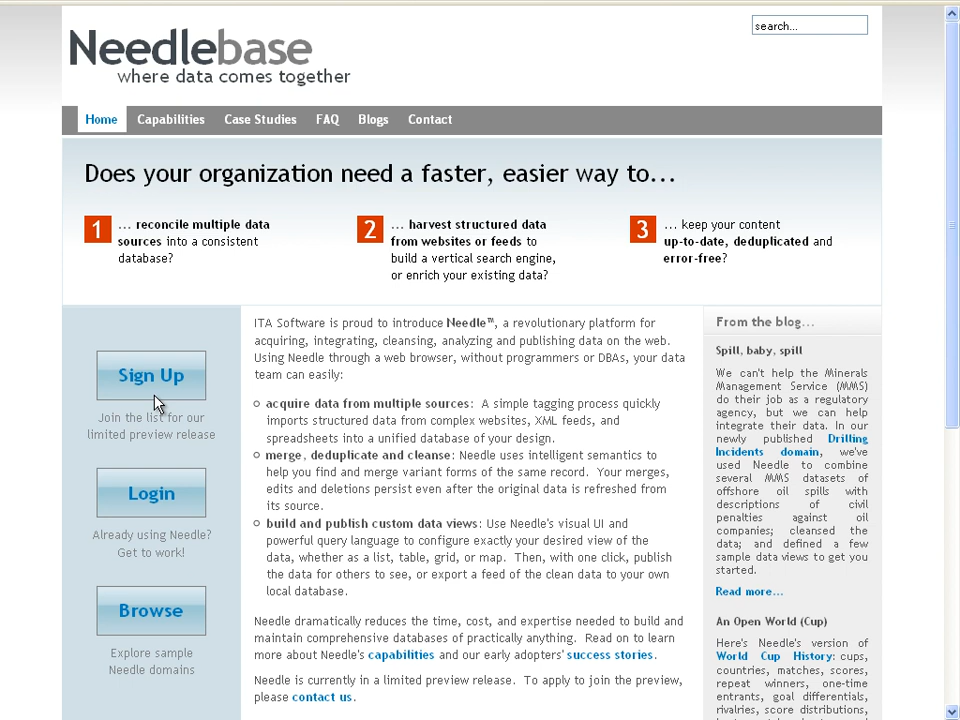 search...
Needlebase
where data comes together
Home Capabilities Case Studies FAQ Blogs Contact
Does your organization need a faster, easier way to...
1 ... reconcile multiple data
sources into a consistent
database?
2 ... harvest structured data
from websites or feeds to
build a vertical search engine,
or enrich your existing data?
3 ... keep your content
up-to-date, deduplicated and
error-free?
Sign Up
Join the list for our
limited preview release
Login
Already using Needle?
Get to work!
Browse
Explore sample
Needle domains
ITA Software is proud to introduce Needle™, a revolutionary platform for
acquiring, integrating, cleansing, analyzing and publishing data on the web.
Using Needle through a web browser, without programmers or DBAs, your data
team can easily:
acquire data from multiple sources: A simple tagging process quickly
imports structured data from complex websites, XML feeds, and
spreadsheets into a unified database of your design.
merge, deduplicate and cleanse: Needle uses intelligent semantics to
help you find and merge variant forms of the same record. Your merges,
edits and deletions persist even after the original data is refreshed from
its source.
build and publish custom data views: Use Needle's visual UI and
powerful query language to configure exactly your desired view of the
data, whether as a list, table, grid, or map. Then, with one click, publish
the data for others to see, or export a feed of the clean data to your own
local database.
Needle dramatically reduces the time, cost, and expertise needed to build and
maintain comprehensive databases of practically anything. Read on to learn
more about Needle's capabilities and our early adopters' success stories.
Needle is currently in a limited preview release. To apply to join the preview,
please contact us.
From the blog...
Spill, baby, spill
We can't help the Minerals
Management Service (MMS)
do their job as a regulatory
agency, but we can help
integrate their data. In our
newly published Drilling
Incidents domain, we've
used Needle to combine
several MMS datasets of
offshore oil spills with
descriptions of civil
penalties against oil
companies; cleansed the
data; and defined a few
sample data views to get you
started.
Read more...
An Open World (Cup)
Here's Needle's version of
World Cup History: cups,
countries, matches, scores,
repeat winners, one-time
entrants, goal differentials,
rivalries, score distributions,